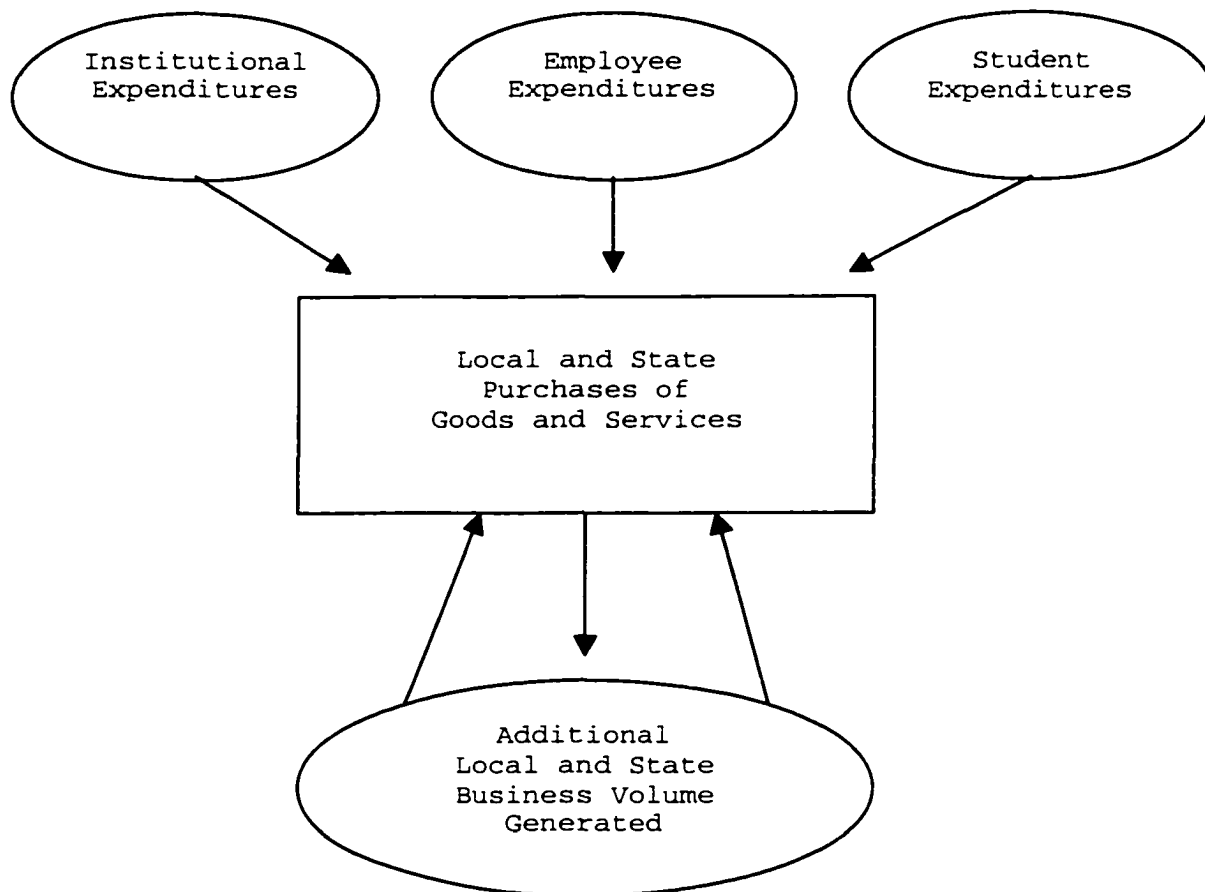 Institutional
Expenditures
Employee
Expenditures
Student
Expenditures
Local and State
Purchases of
Goods and Services
Additional
Local and State
Business Volume
Generated